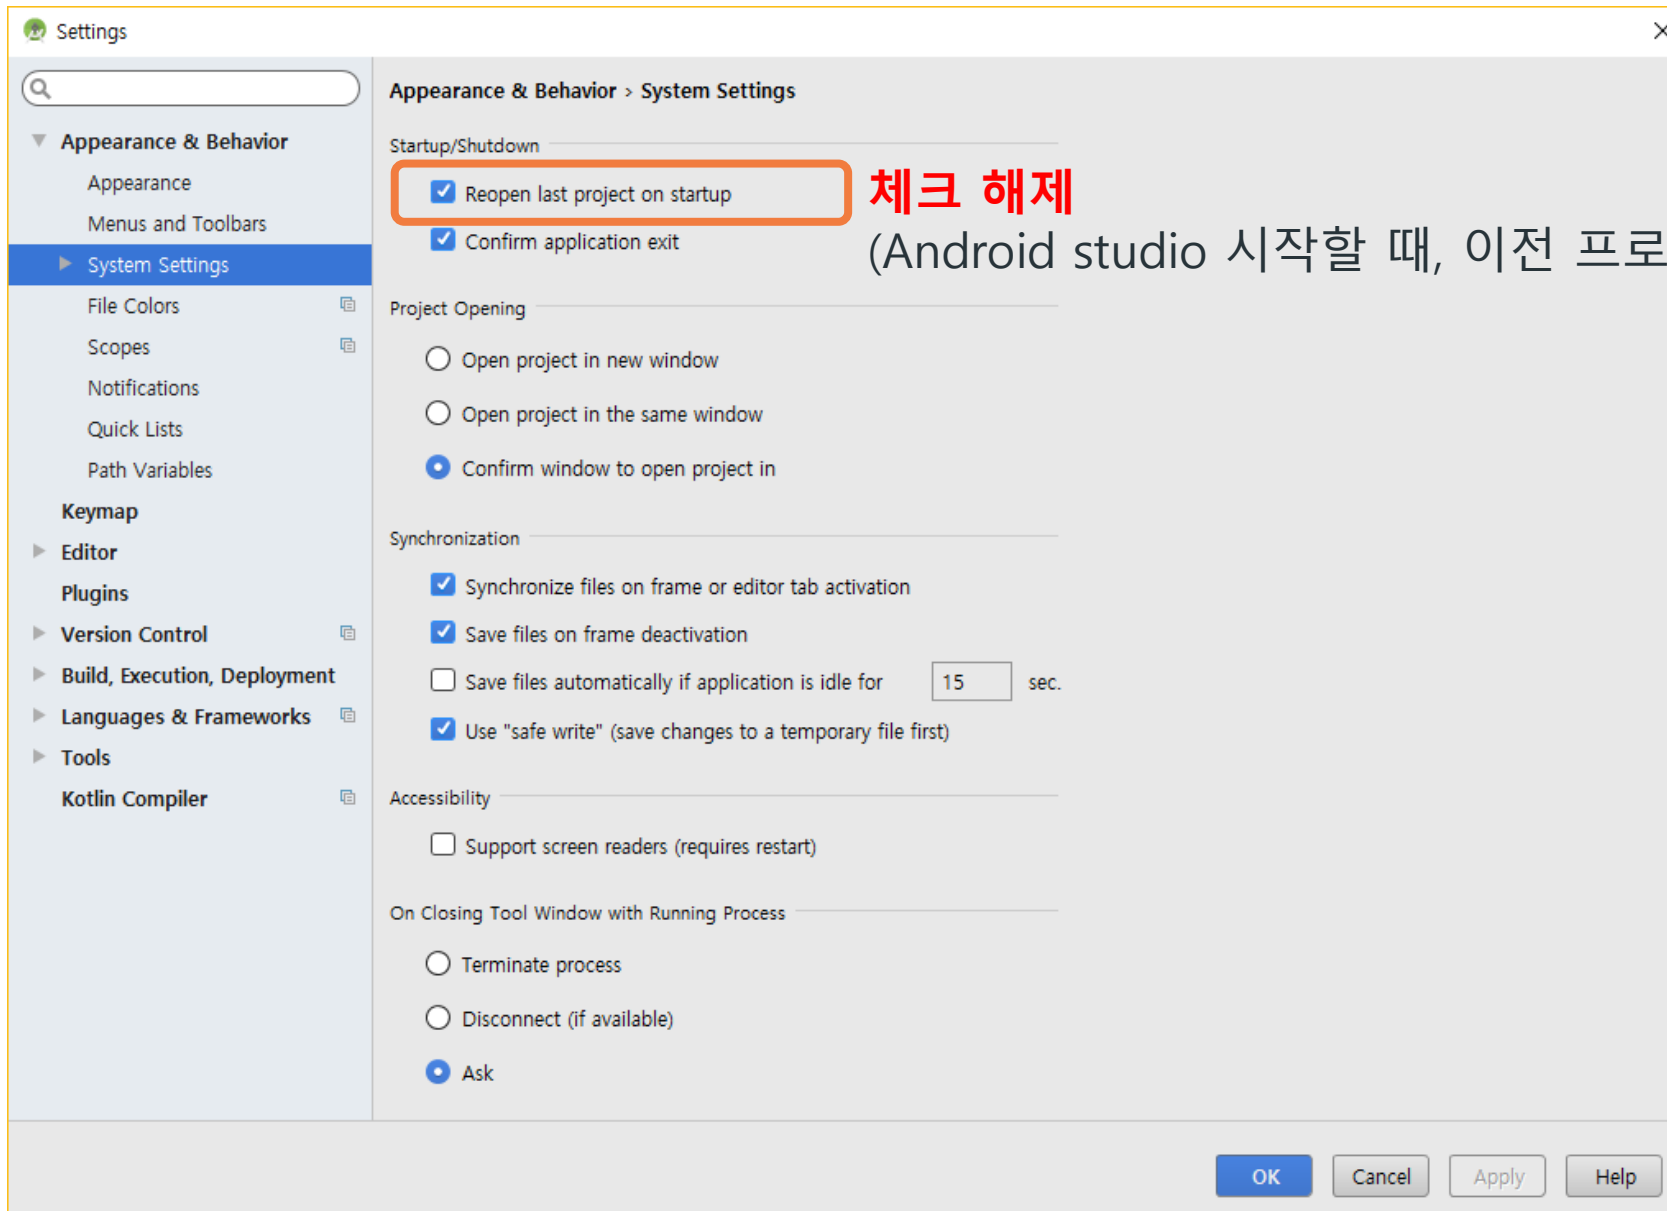 Settings
Appearance & Behavior
Appearance
Menus and Toolbars
System Settings
File Colors
Scopes
Notifications
Quick Lists
Path Variables
Keymap
Editor
Plugins
Version Control
Build, Execution, Deployment
Languages & Frameworks
Tools
Kotlin Compiler
Appearance & Behavior › System Settings
Startup/Shutdown
Reopen last project on startup
체크 해제
Confirm application exit
(Android studio 시작할 때, 이전 프로
Project Opening
Open project in new window
Open project in the same window
Confirm window to open project in
Synchronization
Synchronize files on frame or editor tab activation
Save files on frame deactivation
Save files automatically if application is idle for 15 sec.
Use "safe write" (save changes to a temporary file first)
Accessibility
Support screen readers (requires restart)
On Closing Tool Window with Running Process
Terminate process
Disconnect (if available)
Ask
OK Cancel Apply Help